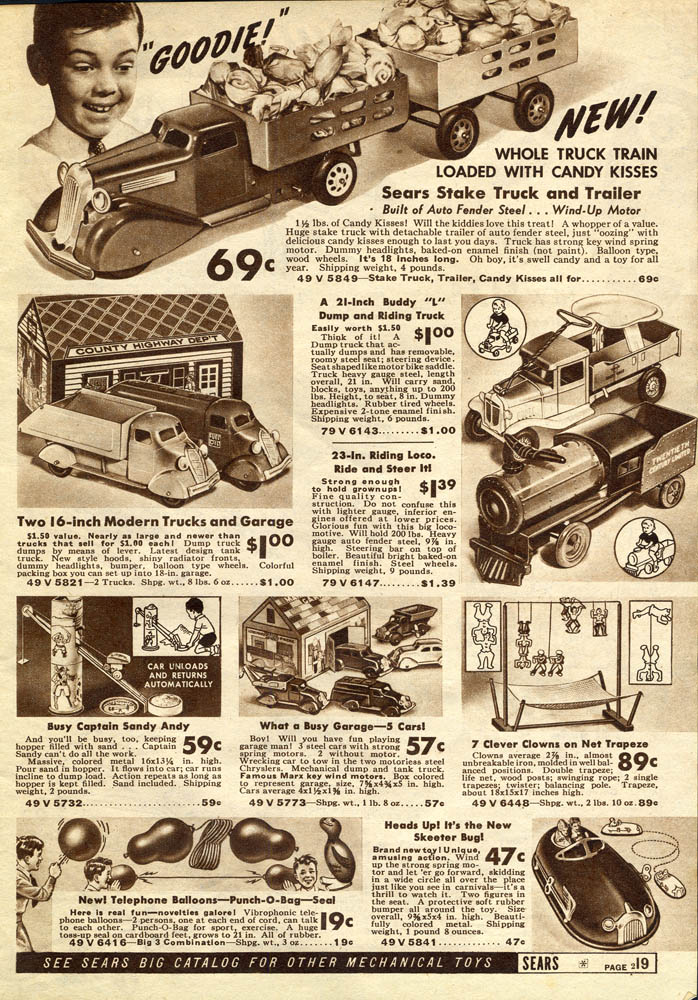 "GOODIE!"
NEW!
WHOLE TRUCK TRAIN
LOADED WITH CANDY KISSES
Sears Stake Truck and Trailer
· Built of Auto Fender Steel . . . Wind-Up Motor
69c
1½ lbs. of Candy Kisses! Will the kiddies love this treat! A whopper of a value.
Huge stake truck with detachable trailer of auto fender steel, just "oozing" with
delicious candy kisses enough to last you days. Truck has strong key wind spring
motor. Dummy headlights, baked-on enamel finish (not paint). Balloon type,
wood wheels. It's 18 Inches long. Oh boy, it's swell candy and a toy for all
year. Shipping weight, 4 pounds.
49 V 5849—Stake Truck, Trailer, Candy Kisses all for...........69c
COUNTY HIGHWAY DEP'T
Two 16-inch Modern Trucks and Garage
$1.50 value. Nearly as large and newer than
trucks that sell for $1.00 each! Dump truck
dumps by means of lever. Latest design tank
truck. New style hoods, shiny radiator fronts,
dummy headlights, bumper, balloon type wheels. Colorful
packing box you can set up into 18-in. garage.
49 V 5821—2 Trucks. Shpg. wt., 8 lbs. 6 oz......$1.00
$100
A 21-Inch Buddy "L"
Dump and Riding Truck
Easily worth $1.50
$100
Think of it! A
Dump truck that ac-
tually dumps and has removable,
roomy steel seat; steering device.
Seat shaped like motor bike saddle.
Truck heavy gauge steel, length
overall, 21 in. Will carry sand,
blocks, toys, anything up to 200
lbs. Height, to seat, 8 in. Dummy
headlights. Rubber tired wheels.
Expensive 2-tone enamel finish.
Shipping weight, 6 pounds.
79 V 6143.........$1.00
23-In. Riding Loco.
Ride and Steer It!
Strong enough
to hold grownups!
$139
Fine quality con-
struction. Do not confuse this
with lighter gauge, inferior en-
gines offered at lower prices.
Glorious fun with this big loco-
motive. Will hold 200 lbs. Heavy
gauge auto fender steel, 9⅝ in.
high. Steering bar on top of
boiler. Beautiful bright baked-on
enamel finish. Steel wheels.
Shipping weight, 9 pounds.
79 V 6147.........$1.39
TWENTIETH
CENTURY LIMITED
CAR UNLOADS
AND RETURNS
AUTOMATICALLY
Busy Captain Sandy Andy
And you'll be busy, too, keeping
hopper filled with sand . . . Captain
Sandy can't do all the work.
59c
Massive, colored metal 10x13¼ in. high.
Pour sand in hopper. It flows into car; car runs
incline to dump load. Action repeats as long as
hopper is kept filled. Sand included. Shipping
weight, 2 pounds.
49 V 5732....................59c
What a Busy Garage—5 Cars!
Boy! Will you have fun playing
garage man! 3 steel cars with strong
spring motors. 2 without motor.
57c
Wrecking car to tow in the two motorless steel
Chryslers. Mechanical dump and tank truck.
Famous Marx key wind motors. Box colored
to represent garage, size, 7⅝x4¾x5 in. high.
Cars average 4x1½x1⅝ in. high.
49 V 5773—Shpg. wt., 1 lb. 8 oz.....57c
7 Clever Clowns on Net Trapeze
Clowns average 2⅞ in., almost
unbreakable iron, molded in well bal-
anced positions. Double trapeze;
life net, wood posts; swinging rope; 2 single
trapezes; twister; balancing pole. Trapeze,
about 18x15x17 inches high.
89c
49 V 6448—Shpg. wt., 2 lbs. 10 oz. 89c
New! Telephone Balloons—Punch-O-Bag—Seal
Here is real fun—novelties galore! Vibrophonic tele-
phone balloons—2 persons, one at each end of cord, can talk
to each other. Punch-O-Bag for sport, exercise. A huge
toss-up seal on cardboard feet, grows to 21 in. All of rubber.
49 V 6416—Big 3 Combination—Shpg. wt., 3 oz.......19c
19c
Heads Up! It's the New
Skeeter Bug!
Brand new toy! Unique,
amusing action. Wind
up the strong spring mo-
tor and let 'er go forward, skidding
in a wide circle all over the place
just like you see in carnivals—it's a
thrill to watch it. Two figures in
the seat. A protective soft rubber
bumper all around the toy. Size
overall, 9⅝x5x4 in. high. Beauti-
fully colored metal. Shipping
weight, 1 pound 8 ounces.
49 V 5841............. 47c
47c
SEE SEARS BIG CATALOG FOR OTHER MECHANICAL TOYS
SEARS
PAGE 219